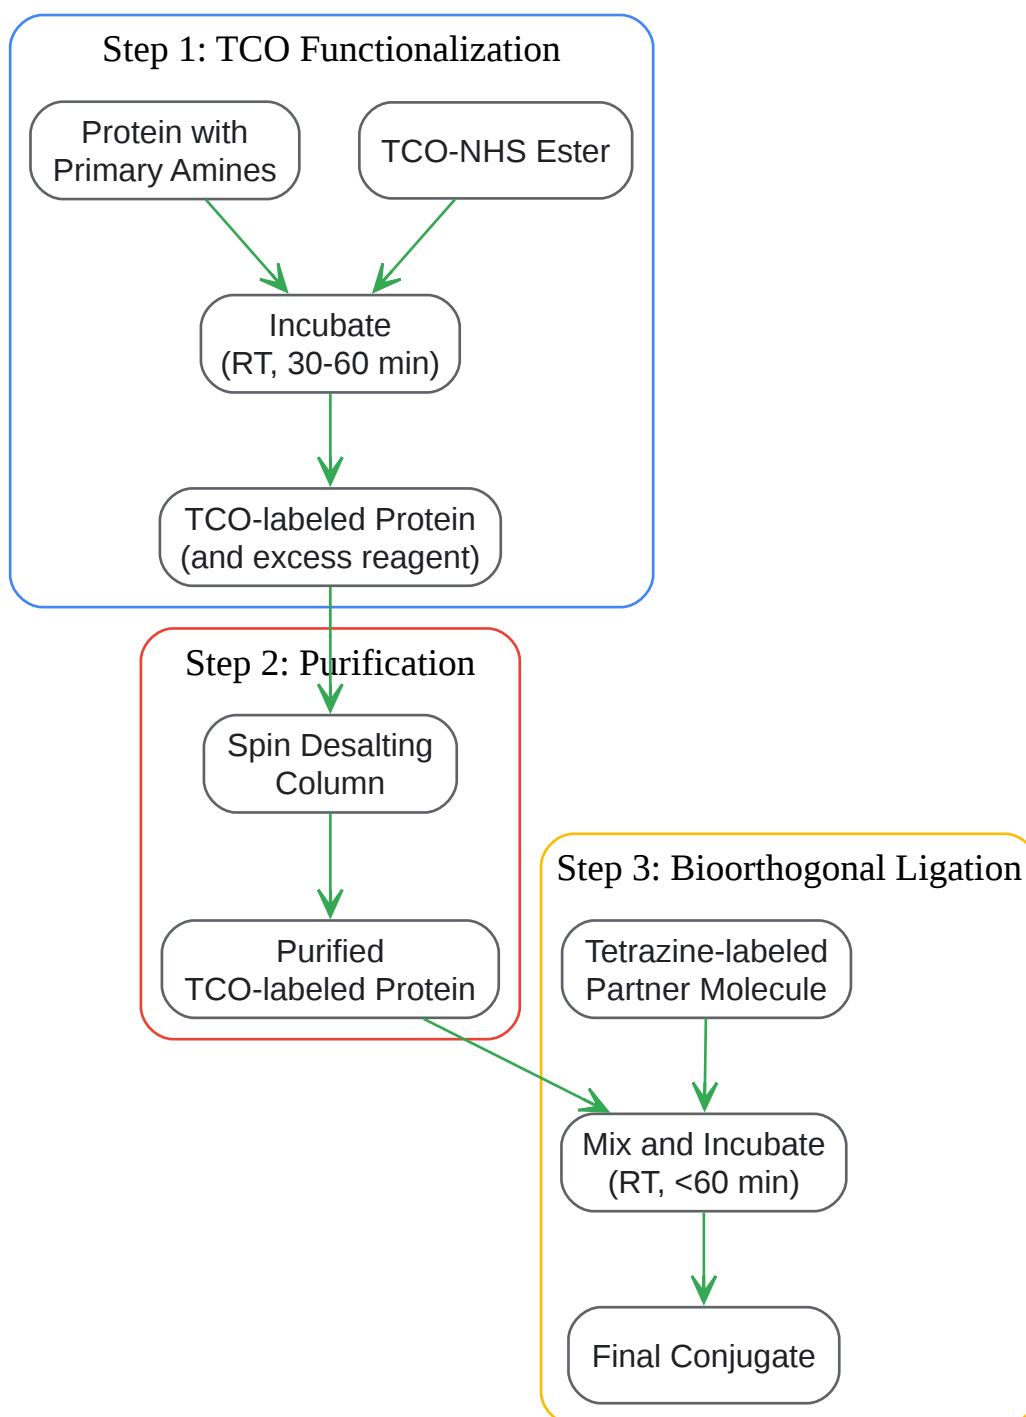 Step 1: TCO Functionalization
Protein with
Primary Amines
TCO-NHS Ester
Incubate
(RT, 30-60 min)
TCO-labeled Protein
(and excess reagent)
Step 2: Purification
Spin Desalting
Column
Purified
TCO-labeled Protein
Step 3: Bioorthogonal Ligation
Tetrazine-labeled
Partner Molecule
Mix and Incubate
(RT, <60 min)
Final Conjugate